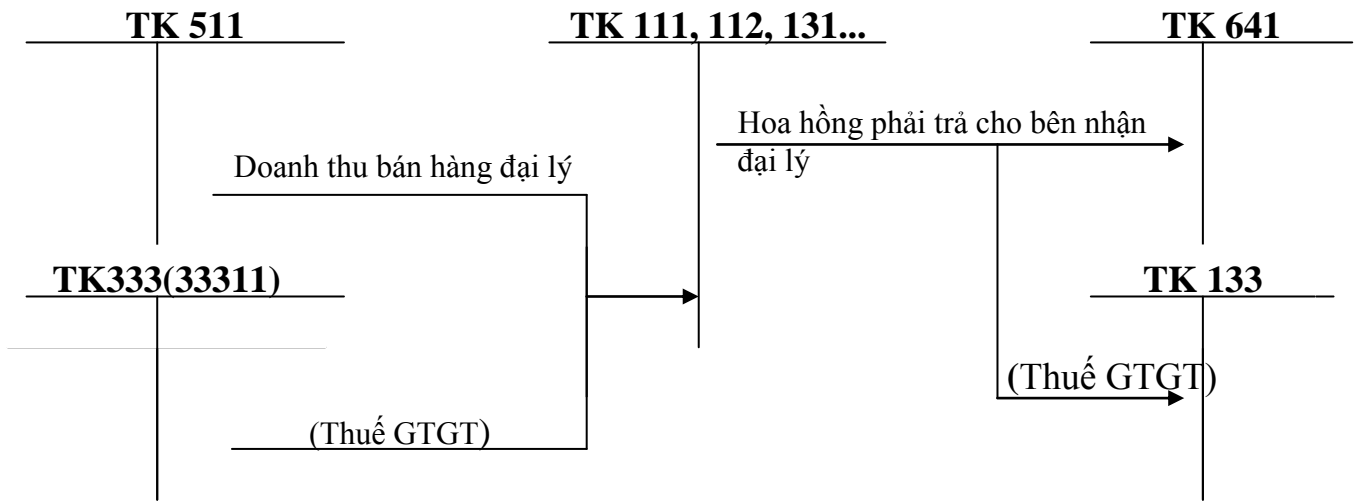 TK 511
TK 111, 112, 131...
TK 641
Hoa hồng phải trả cho bên nhận
đại lý
Doanh thu bán hàng đại lý
TK333(33311)
TK 133
(Thuế GTGT)
(Thuế GTGT)